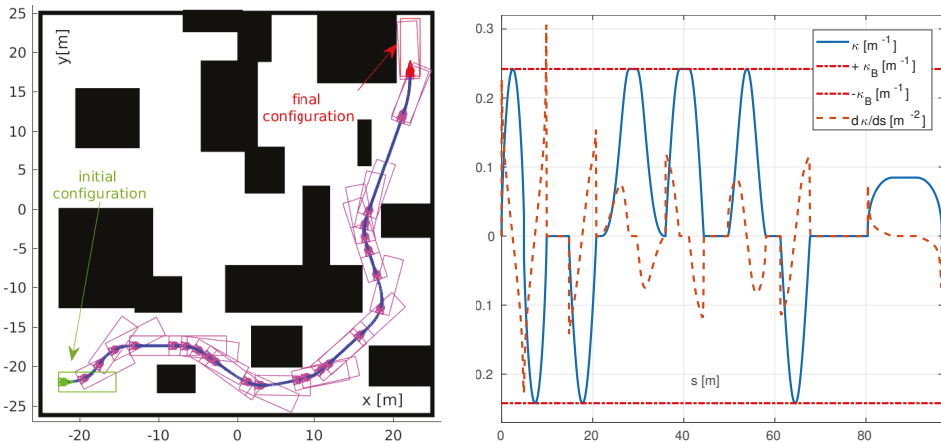 25
20
15
10
5
0
-5
-10
-15
-20
-25
-20
-10
0
10
20
y[m]
x [m]
final
configuration
initial
configuration
0.3
0.2
0.1
0
0.1
0.2
0
20
40
60
80
s [m]
κ [m⁻¹]
+ κ_B [m⁻¹]
-κ_B [m⁻¹]
dκ/ds [m⁻²]